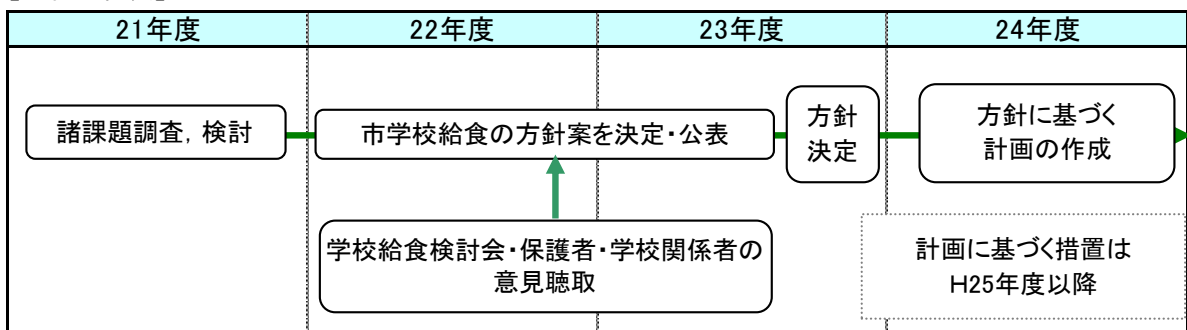 21年度
22年度
23年度
24年度
諸課題調査，検討
市学校給食の方針案を決定・公表
方針
決定
方針に基づく
計画の作成
学校給食検討会・保護者・学校関係者の
意見聴取
計画に基づく措置は
H25年度以降